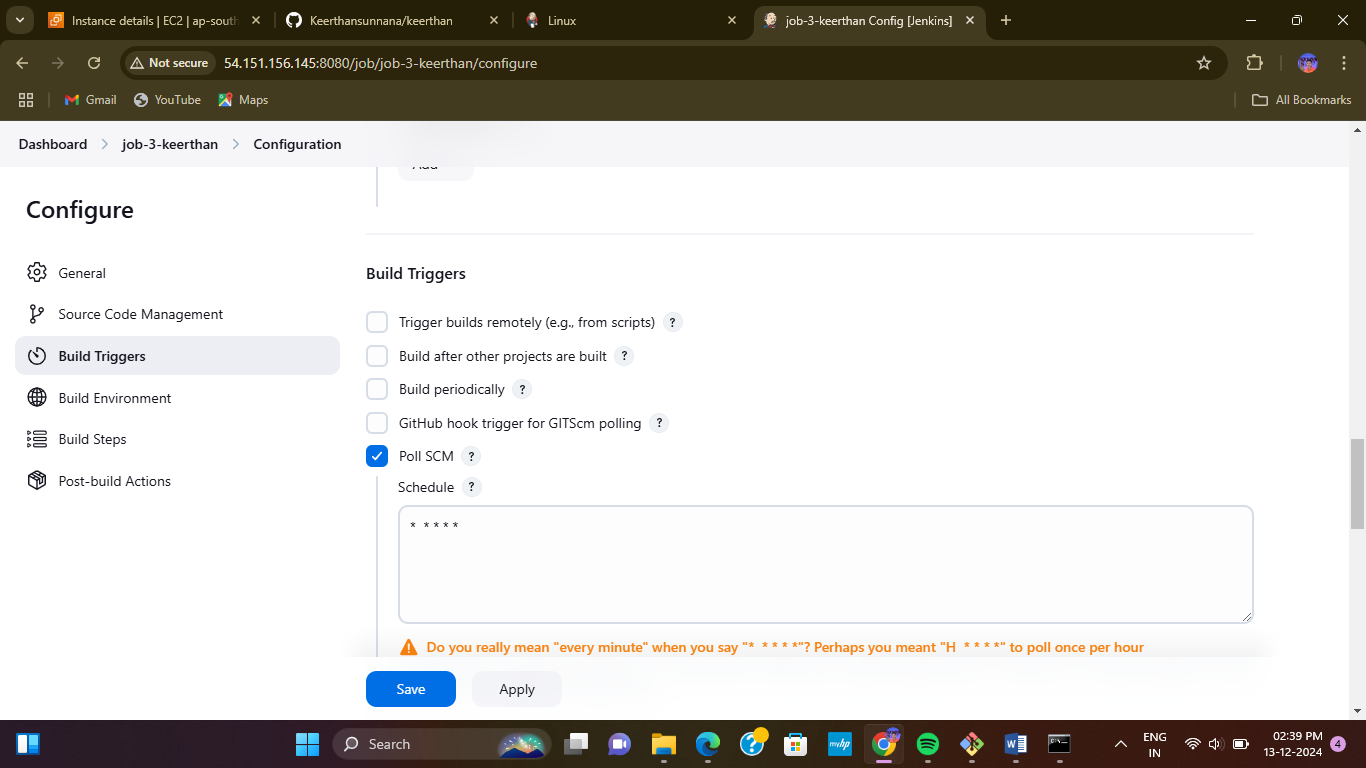 Instance details | EC2 | ap-south
Keerthansunnana/keerthan
Linux
job-3-keerthan Config [Jenkins]
Not secure
54.151.156.145:8080/job/job-3-keerthan/configure
Gmail
YouTube
Maps
All Bookmarks
Dashboard
job-3-keerthan
Configuration
Add
Configure
General
Source Code Management
Build Triggers
Build Environment
Build Steps
Post-build Actions
Build Triggers
Trigger builds remotely (e.g., from scripts) ?
Build after other projects are built ?
Build periodically ?
GitHub hook trigger for GITScm polling ?
Poll SCM ?
Schedule ?
*  * * * *
Do you really mean "every minute" when you say "*  * * * *"? Perhaps you meant "H  * * * *" to poll once per hour
Save
Apply
Search
myhp
ENG
IN
02:39 PM
13-12-2024
4